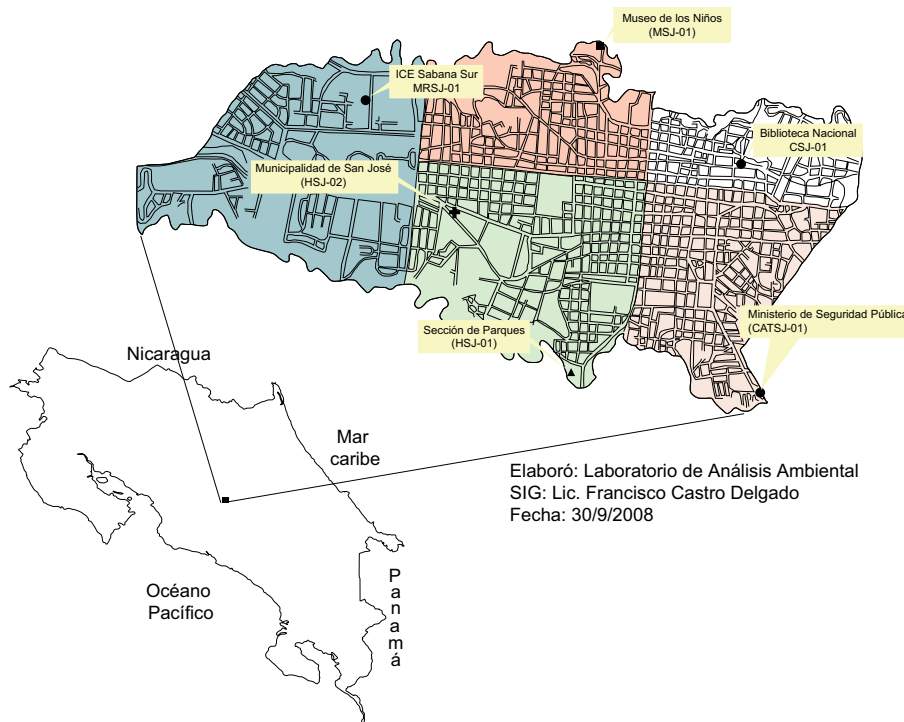 Museo de los Niños
(MSJ-01)
ICE Sabana Sur
MRSJ-01
Biblioteca Nacional
CSJ-01
Municipalidad de San José
(HSJ-02)
Ministerio de Seguridad Pública
(CATSJ-01)
Sección de Parques
(HSJ-01)
Nicaragua
Mar
caribe
Elaboró: Laboratorio de Análisis Ambiental
SIG: Lic. Francisco Castro Delgado
Fecha: 30/9/2008
Océano
Pacífico
Panamá